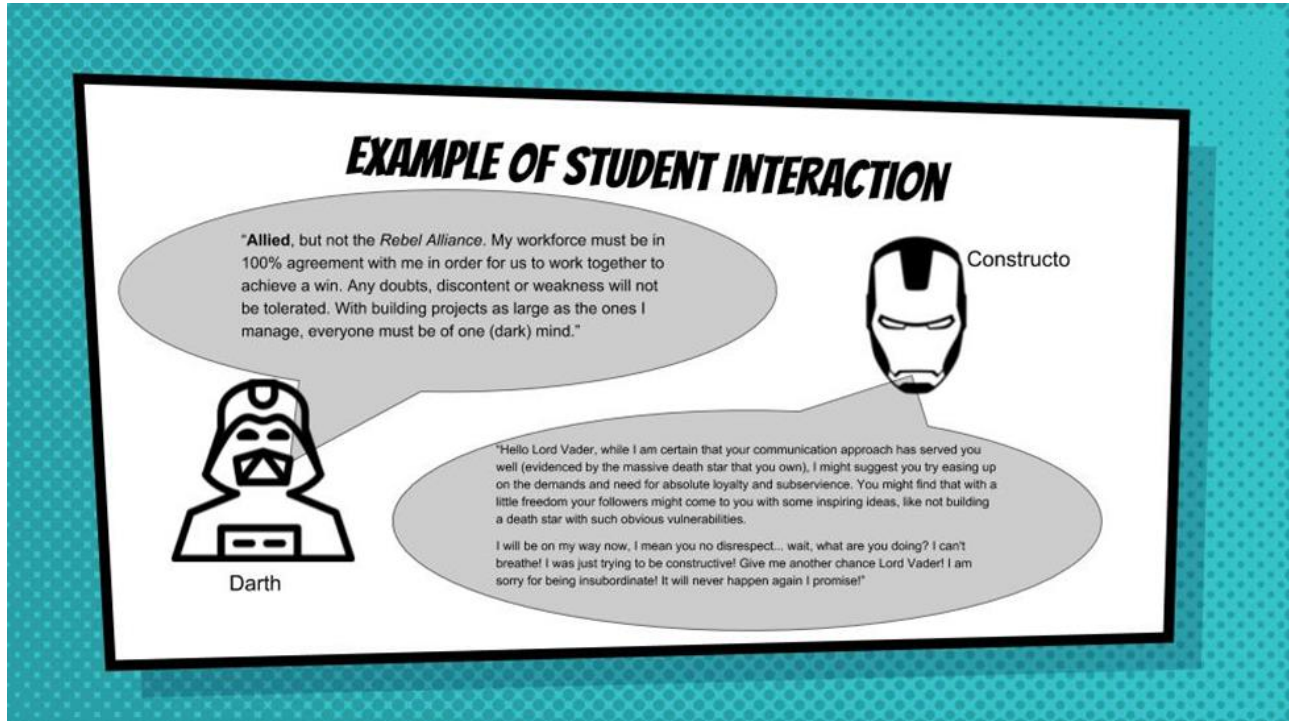 EXAMPLE OF STUDENT INTERACTION
“Allied, but not the Rebel Alliance. My workforce must be in
100% agreement with me in order for us to work together to
achieve a win. Any doubts, discontent or weakness will not
be tolerated. With building projects as large as the ones I
manage, everyone must be of one (dark) mind.”
Darth
Constructo
“Hello Lord Vader, while I am certain that your communication approach has served you
well (evidenced by the massive death star that you own), I might suggest you try easing up
on the demands and need for absolute loyalty and subservience. You might find that with a
little freedom your followers might come to you with some inspiring ideas, like not building
a death star with such obvious vulnerabilities.
I will be on my way now, I mean you no disrespect... wait, what are you doing? I can't
breathe! I was just trying to be constructive! Give me another chance Lord Vader! I am
sorry for being insubordinate! It will never happen again I promise!”